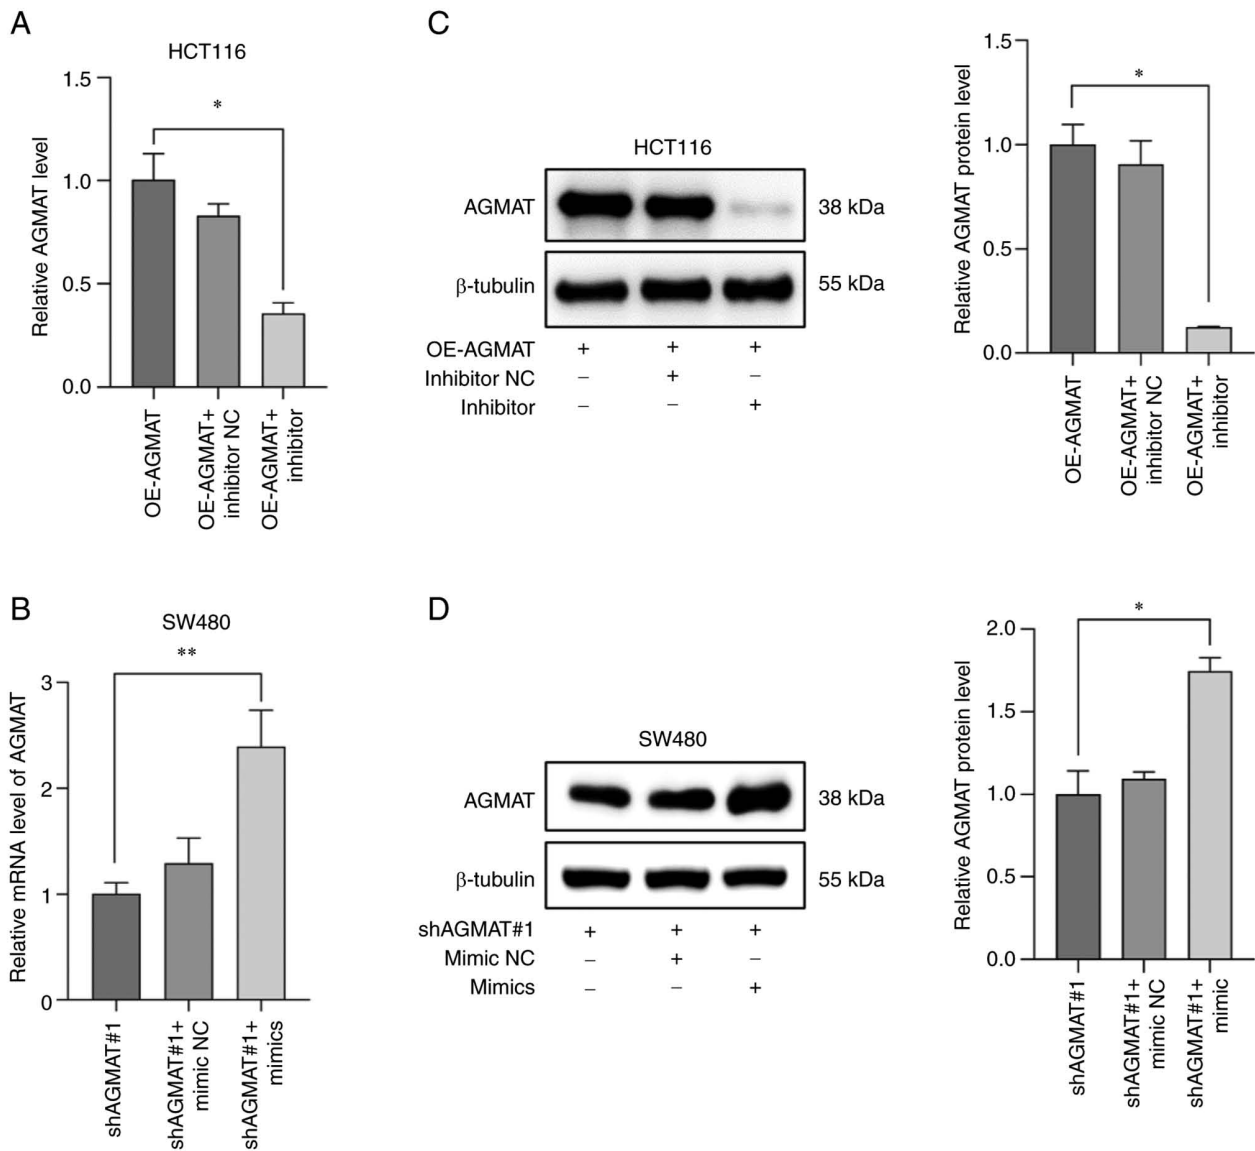 A
HCT116
Relative AGMAT level
1.5
1.0
0.5
0.0
*
OE-AGMAT
OE-AGMAT+
inhibitor NC
OE-AGMAT+
inhibitor
C
HCT116
AGMAT
38 kDa
β-tubulin
55 kDa
OE-AGMAT + + +
Inhibitor NC – + –
Inhibitor – – +
Relative AGMAT protein level
1.5
1.0
0.5
0.0
*
OE-AGMAT
OE-AGMAT+
inhibitor NC
OE-AGMAT+
inhibitor
B
SW480
Relative mRNA level of AGMAT
3
2
1
0
**
shAGMAT#1
shAGMAT#1+
mimic NC
shAGMAT#1+
mimics
D
SW480
AGMAT
38 kDa
β-tubulin
55 kDa
shAGMAT#1 + + +
Mimic NC – + –
Mimics – – +
Relative AGMAT protein level
2.0
1.5
1.0
0.5
0.0
*
shAGMAT#1
shAGMAT#1+
mimic NC
shAGMAT#1+
mimic